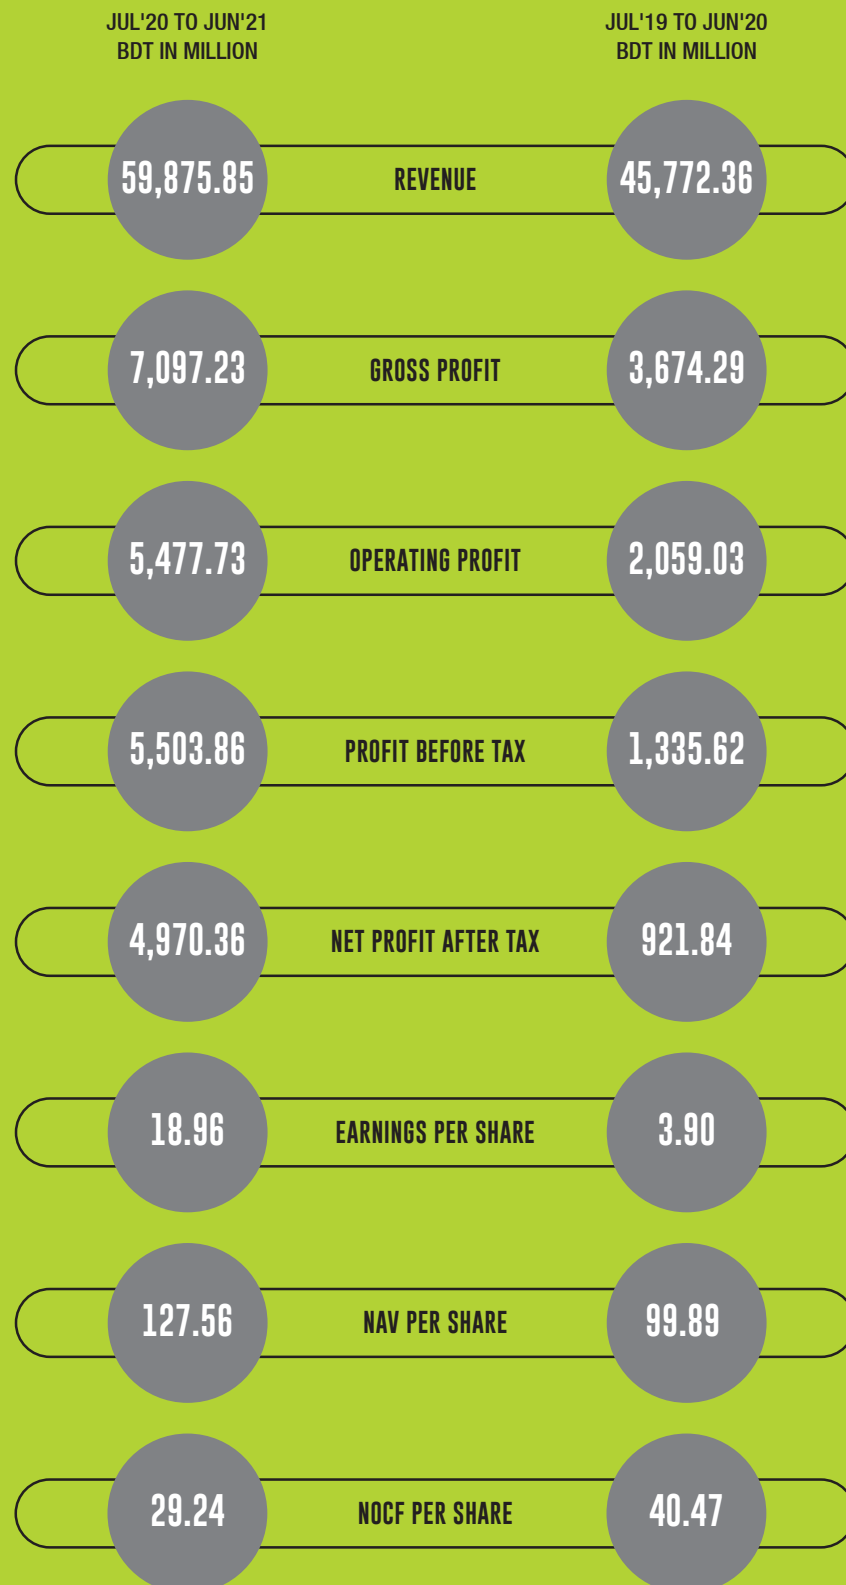 JUL'20 TO JUN'21
BDT IN MILLION
JUL'19 TO JUN'20
BDT IN MILLION
59,875.85 REVENUE 45,772.36
7,097.23 GROSS PROFIT 3,674.29
5,477.73 OPERATING PROFIT 2,059.03
5,503.86 PROFIT BEFORE TAX 1,335.62
4,970.36 NET PROFIT AFTER TAX 921.84
18.96 EARNINGS PER SHARE 3.90
127.56 NAV PER SHARE 99.89
29.24 NOCF PER SHARE 40.47